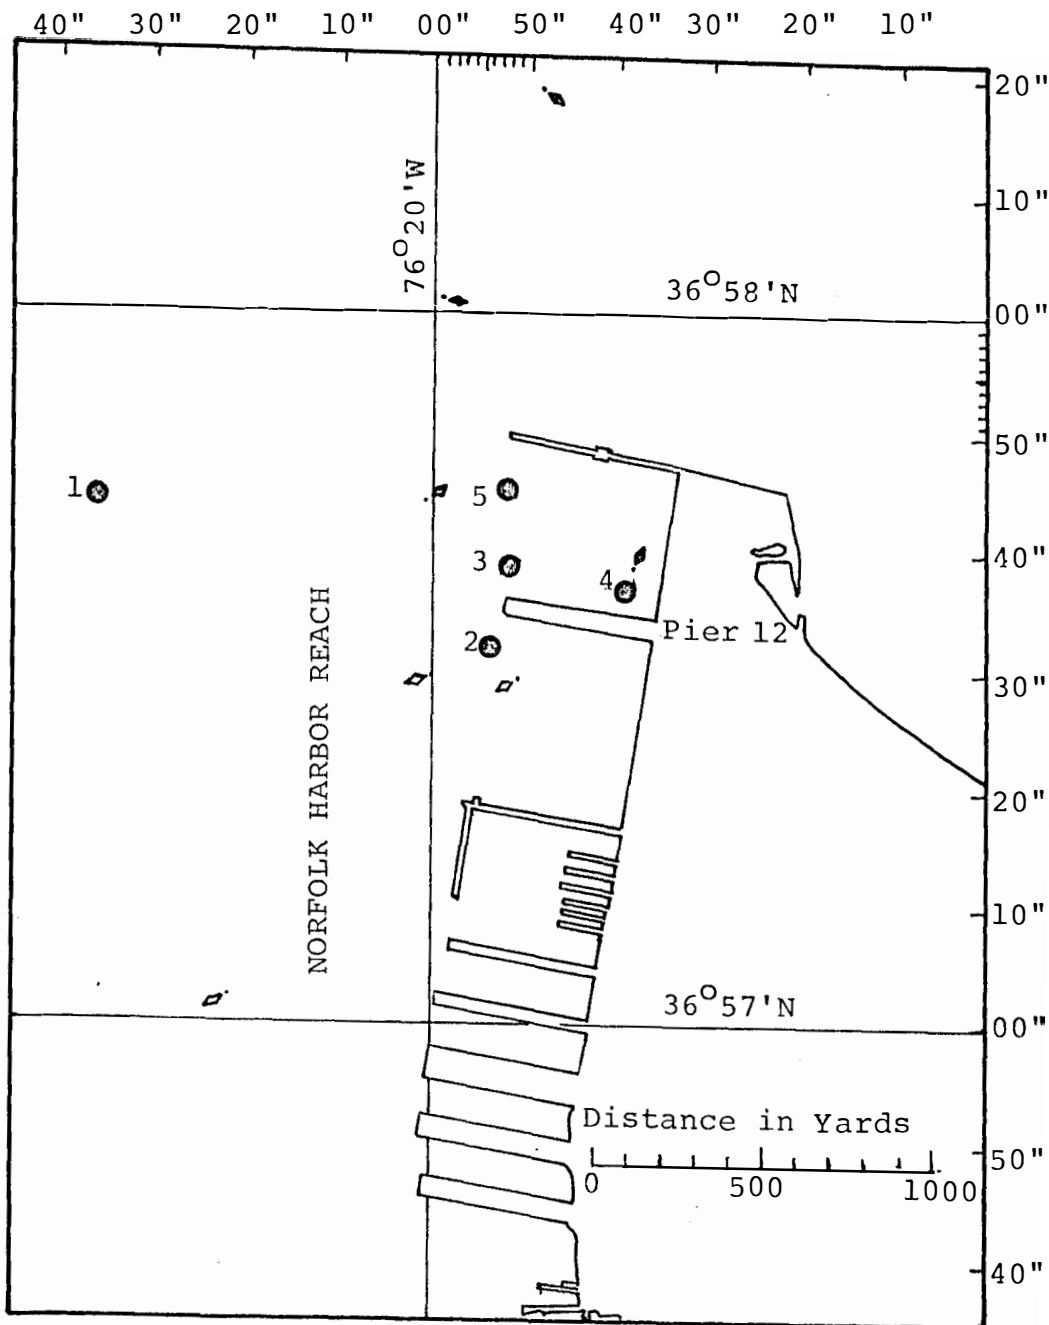 40" 30" 20" 10" 00" 50" 40" 30" 20" 10"
20"
10"
76°20'W
36°58'N
00"
50"
1
5
40"
3
4
Pier 12
2
30"
NORFOLK HARBOR REACH
20"
10"
36°57'N
00"
Distance in Yards
50"
0 500 1000
40"